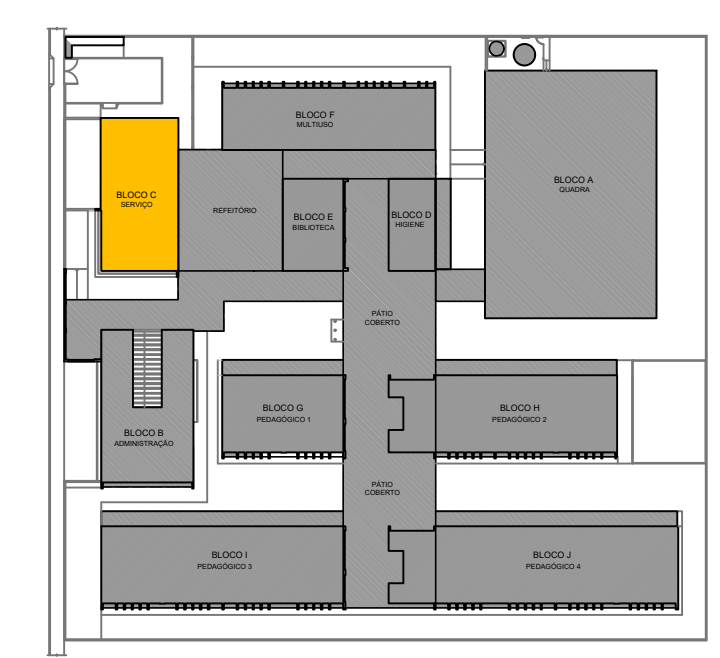 BLOCO F
MULTIUSO
BLOCO A
QUADRA
BLOCO C
SERVIÇO
REFEITÓRIO
BLOCO E
BIBLIOTECA
BLOCO D
HIGIENE
PÁTIO
COBERTO
BLOCO G
PEDAGÓGICO 1
BLOCO H
PEDAGÓGICO 2
BLOCO B
ADMINISTRAÇÃO
PÁTIO
COBERTO
BLOCO I
PEDAGÓGICO 3
BLOCO J
PEDAGÓGICO 4